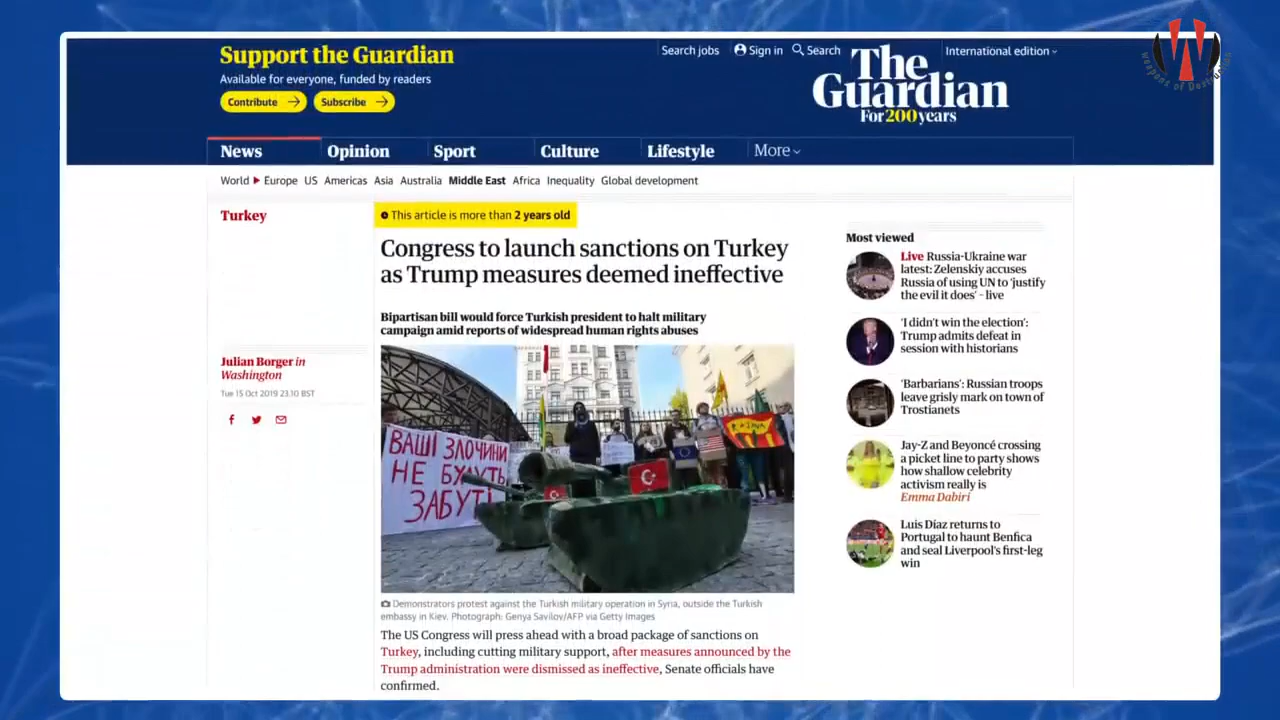 Support the Guardian
Available for everyone, funded by readers
Contribute
Subscribe
Search jobs
Sign in
Search
International edition
The
Guardian
For 200 years
News
Opinion
Sport
Culture
Lifestyle
More
World
Europe
US
Americas
Asia
Australia
Middle East
Africa
Inequality
Global development
Turkey
This article is more than 2 years old
Congress to launch sanctions on Turkey
as Trump measures deemed ineffective
Bipartisan bill would force Turkish president to halt military
campaign amid reports of widespread human rights abuses
Julian Borger in
Washington
Tue 15 Oct 2019 23.10 BST
ВАШІ ЗЛОЧИНИ
НЕ БУДУТЬ
ЗАБУТІ
Demonstrators protest against the Turkish military operation in Syria, outside the Turkish
embassy in Kiev. Photograph: Genya Savilov/AFP via Getty Images
The US Congress will press ahead with a broad package of sanctions on
Turkey, including cutting military support, after measures announced by the
Trump administration were dismissed as ineffective, Senate officials have
confirmed.
Most viewed
Live Russia-Ukraine war
latest: Zelenskiy accuses
Russia of using UN to ‘justify
the evil it does’ – live
‘I didn’t win the election’:
Trump admits defeat in
session with historians
‘Barbarians’: Russian troops
leave grisly mark on town of
Trostianets
Jay-Z and Beyoncé crossing
a picket line to party shows
how shallow celebrity
activism really is
Emma Dabiri
Luis Díaz returns to
Portugal to haunt Benfica
and seal Liverpool’s first-leg
win